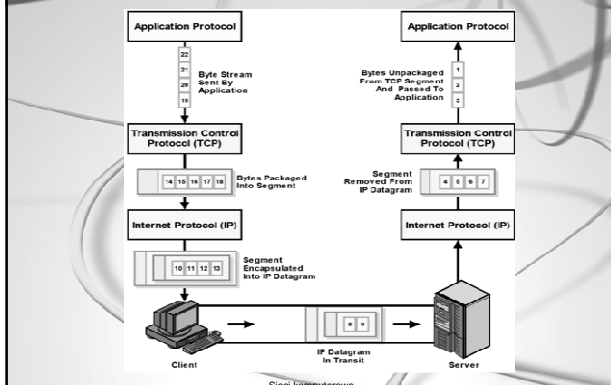 Application Protocol
22
21
20
19
Byte Stream
Sent By
Application
Transmission Control
Protocol (TCP)
14 15 16 17 18
Bytes Packaged
Into Segment
Internet Protocol (IP)
10 11 12 13
Segment
Encapsulated
Into IP Datagram
Client
8 9
IP Datagram
In Transit
Application Protocol
Bytes Unpackaged
From TCP Segment
And Passed To
Application
1
2
3
Transmission Control
Protocol (TCP)
Segment
Removed From
IP Datagram
4 5 6 7
Internet Protocol (IP)
Server
Sieci komputerowe